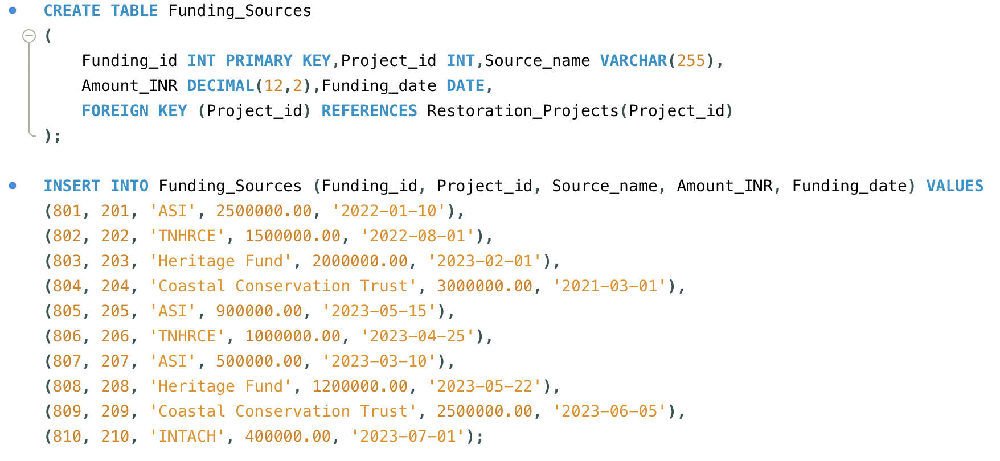 CREATE TABLE Funding_Sources
(
Funding_id INT PRIMARY KEY,Project_id INT,Source_name VARCHAR(255),
Amount_INR DECIMAL(12,2),Funding_date DATE,
FOREIGN KEY (Project_id) REFERENCES Restoration_Projects(Project_id)
);
INSERT INTO Funding_Sources (Funding_id, Project_id, Source_name, Amount_INR, Funding_date) VALUES
(801, 201, 'ASI', 2500000.00, '2022-01-10'),
(802, 202, 'TNHRCE', 1500000.00, '2022-08-01'),
(803, 203, 'Heritage Fund', 2000000.00, '2023-02-01'),
(804, 204, 'Coastal Conservation Trust', 3000000.00, '2021-03-01'),
(805, 205, 'ASI', 900000.00, '2023-05-15'),
(806, 206, 'TNHRCE', 1000000.00, '2023-04-25'),
(807, 207, 'ASI', 500000.00, '2023-03-10'),
(808, 208, 'Heritage Fund', 1200000.00, '2023-05-22'),
(809, 209, 'Coastal Conservation Trust', 2500000.00, '2023-06-05'),
(810, 210, 'INTACH', 400000.00, '2023-07-01');